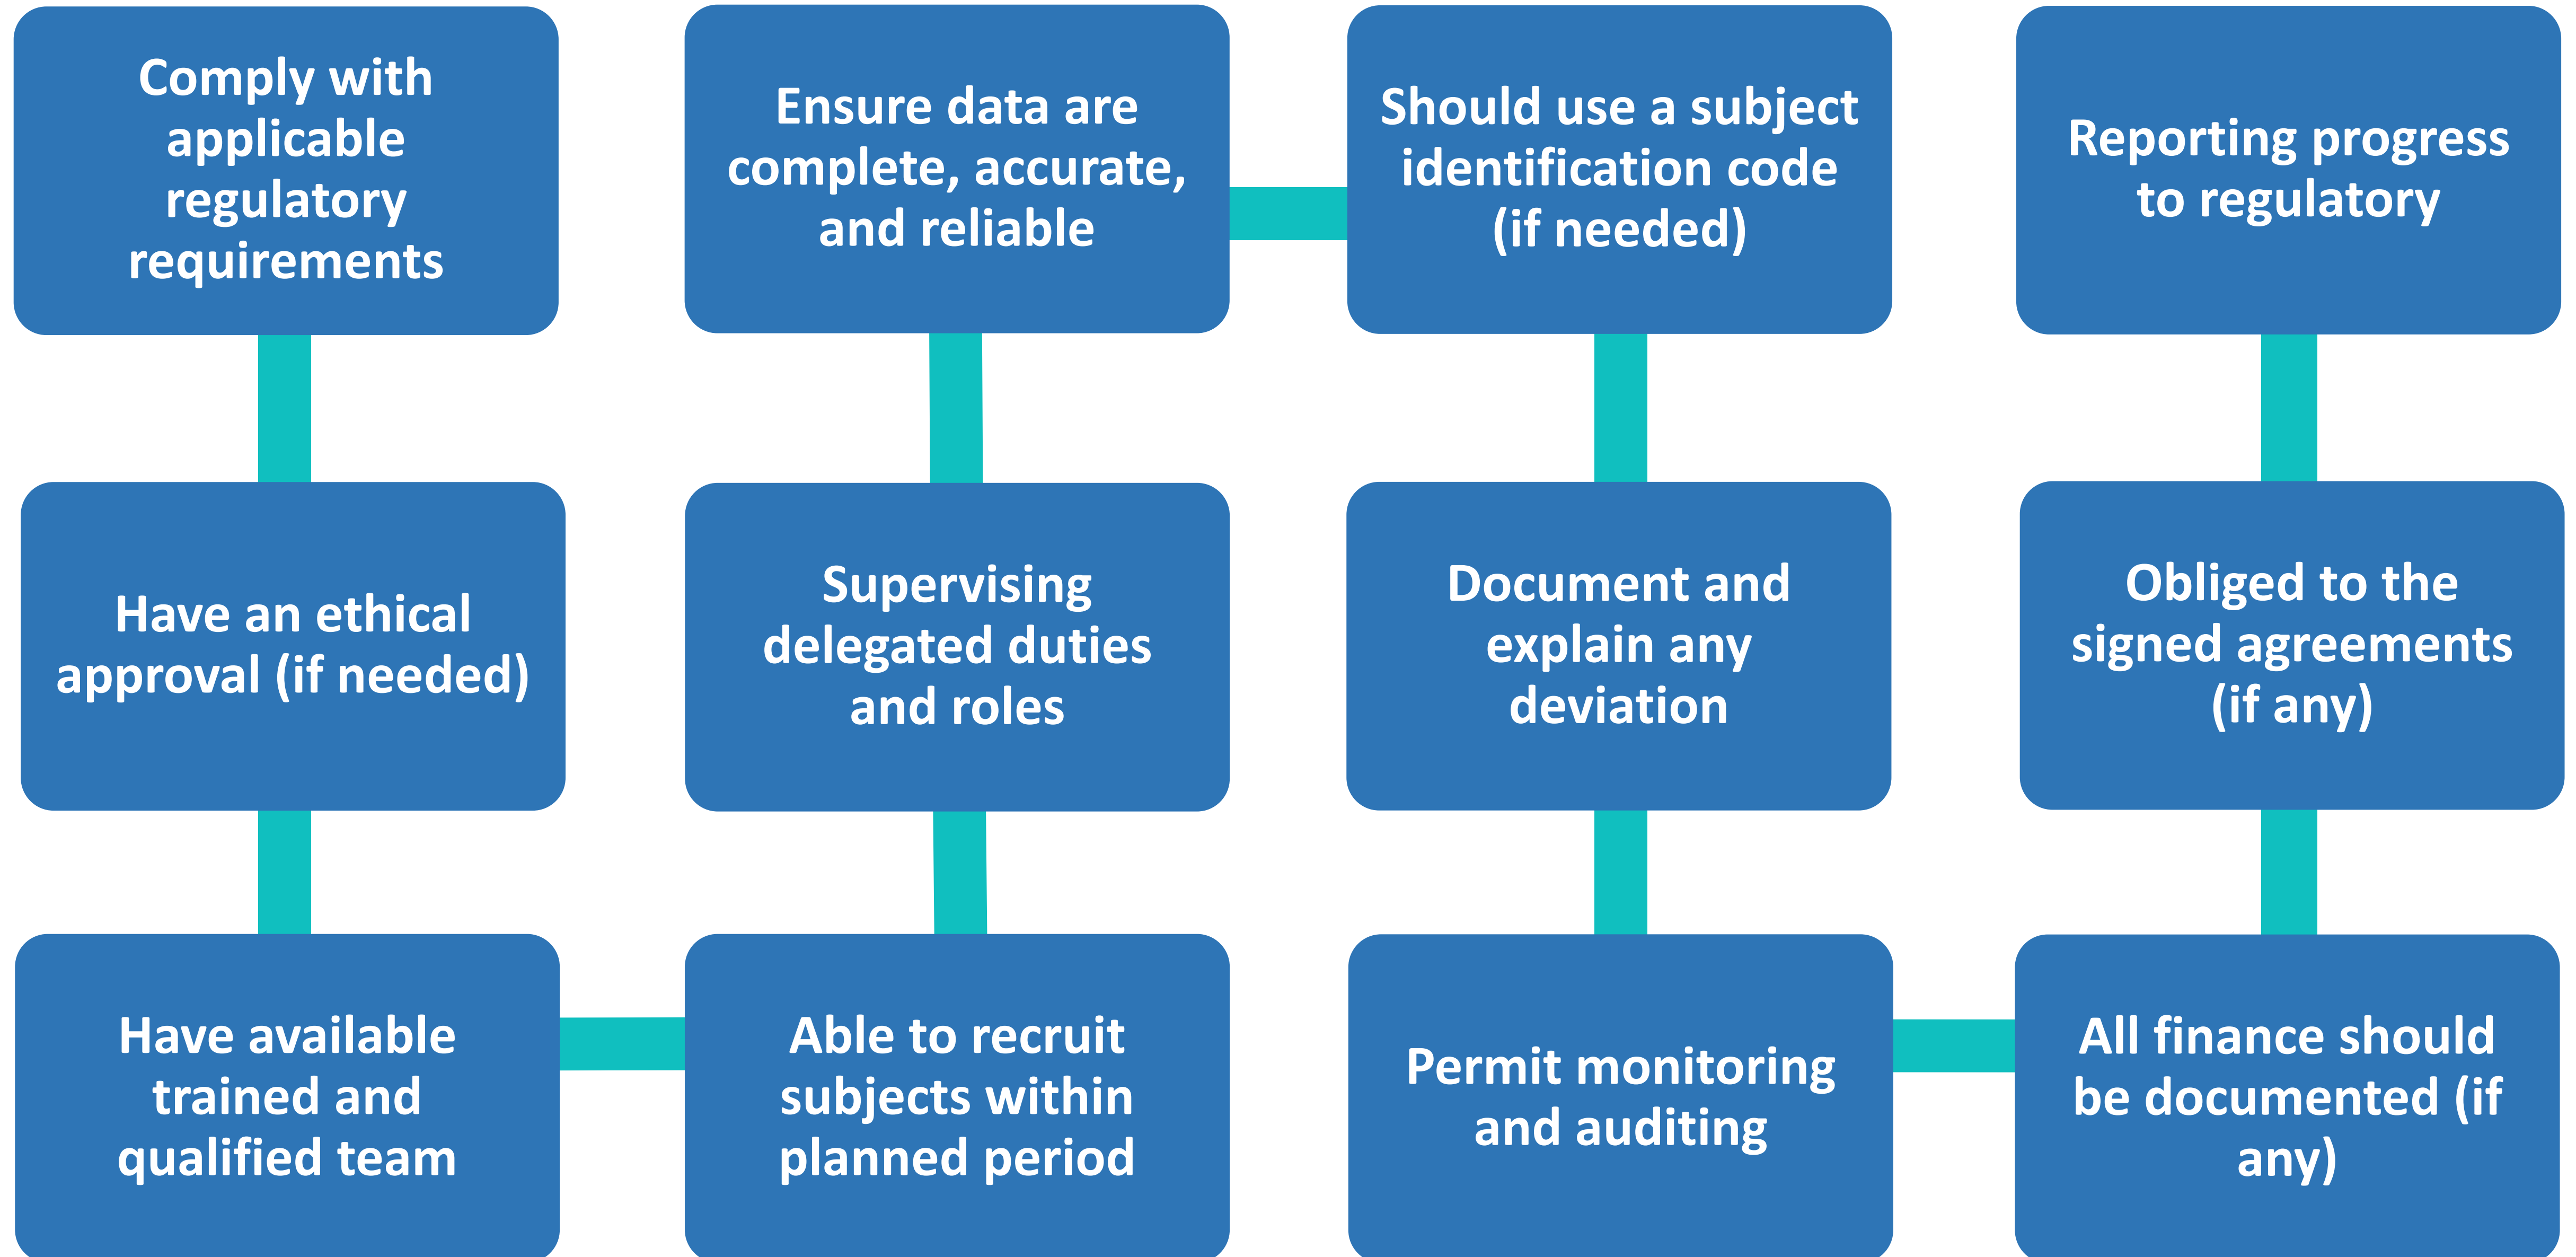 Comply with
applicable
regulatory
requirements
Have an ethical
approval (if needed)
Have available
trained and
qualified team
Able to recruit
subjects within
planned period
Supervising
delegated duties
and roles
Ensure data are
complete, accurate,
and reliable
Should use a subject
identification code
(if needed)
Document and
explain any
deviation
Permit monitoring
and auditing
All finance should
be documented (if
any)
Obliged to the
signed agreements
(if any)
Reporting progress
to regulatory